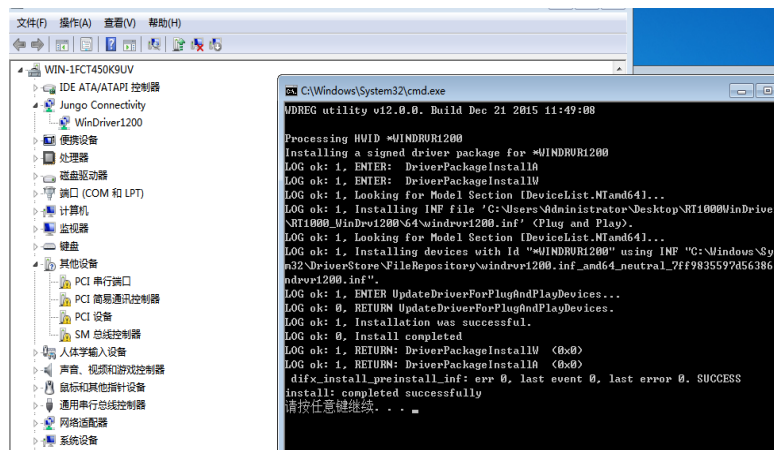 文件(F) 操作(A) 查看(V) 帮助(H)
WIN-1FCT450K9UV
IDE ATA/ATAPI 控制器
Jungo Connectivity
WinDriver1200
便携设备
处理器
磁盘驱动器
端口 (COM 和 LPT)
计算机
监视器
键盘
其他设备
PCI 串行端口
PCI 简易通讯控制器
PCI 设备
SM 总线控制器
人体学输入设备
声音、视频和游戏控制器
鼠标和其他指针设备
通用串行总线控制器
网络适配器
系统设备
C:\Windows\System32\cmd.exe
WDREG utility v12.0.0. Build Dec 21 2015 11:49:08
Processing HWID *WINDRVR1200
Installing a signed driver package for *WINDRVR1200
LOG ok: 1, ENTER:  DriverPackageInstallA
LOG ok: 1, ENTER:  DriverPackageInstallW
LOG ok: 1, Looking for Model Section [DeviceList.NTamd64]...
LOG ok: 1, Installing INF file 'C:\Users\Administrator\Desktop\RT1000WinDrive
\RT1000_WinDrv1200\64\windrvr1200.inf' (Plug and Play).
LOG ok: 1, Looking for Model Section [DeviceList.NTamd64]...
LOG ok: 1, Installing devices with Id "*WINDRVR1200" using INF "C:\Windows\Sy
m32\DriverStore\FileRepository\windrvr1200.inf_amd64_neutral_7ff9835597d56386
ndrvr1200.inf".
LOG ok: 1, ENTER UpdateDriverForPlugAndPlayDevices...
LOG ok: 0, RETURN UpdateDriverForPlugAndPlayDevices.
LOG ok: 1, Installation was successful.
LOG ok: 0, Install completed
LOG ok: 1, RETURN: DriverPackageInstallW  (0x0)
LOG ok: 1, RETURN: DriverPackageInstallA  (0x0)
difx_install_preinstall_inf: err 0, last event 0, last error 0. SUCCESS
install: completed successfully
请按任意键继续. . .